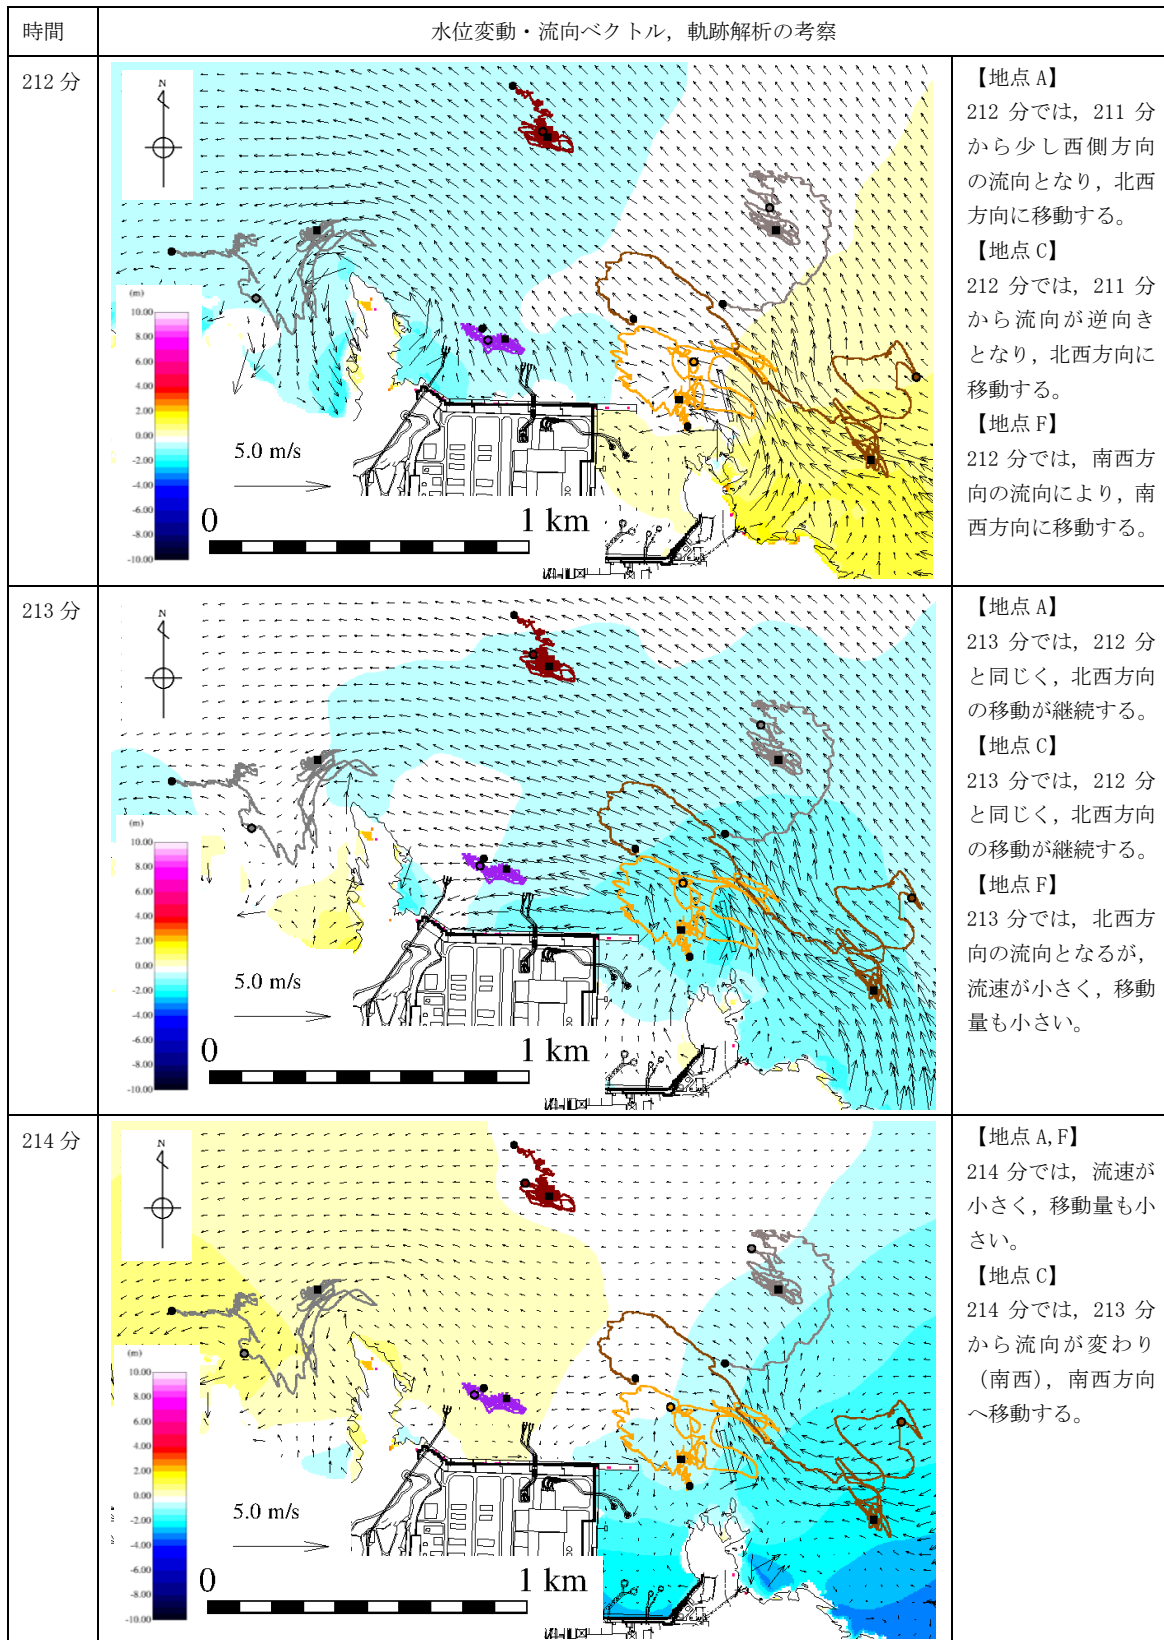 時間
水位変動・流向ベクトル，軌跡解析の考察
212 分
N
(m)
10.00
8.00
6.00
4.00
2.00
0.00
-2.00
-4.00
-6.00
-8.00
-10.00
5.0 m/s
0
1 km
【地点 A】
212 分では，211 分
から少し西側方向
の流向となり，北西
方向に移動する。
【地点 C】
212 分では，211 分
から流向が逆向き
となり，北西方向に
移動する。
【地点 F】
212 分では，南西方
向の流向により，南
西方向に移動する。
213 分
N
(m)
10.00
8.00
6.00
4.00
2.00
0.00
-2.00
-4.00
-6.00
-8.00
-10.00
5.0 m/s
0
1 km
【地点 A】
213 分では，212 分
と同じく，北西方向
の移動が継続する。
【地点 C】
213 分では，212 分
と同じく，北西方向
の移動が継続する。
【地点 F】
213 分では，北西方
向の流向となるが，
流速が小さく，移動
量も小さい。
214 分
N
(m)
10.00
8.00
6.00
4.00
2.00
0.00
-2.00
-4.00
-6.00
-8.00
-10.00
5.0 m/s
0
1 km
【地点 A,F】
214 分では，流速が
小さく，移動量も小
さい。
【地点 C】
214 分では，213 分
から流向が変わり
（南西），南西方向
へ移動する。